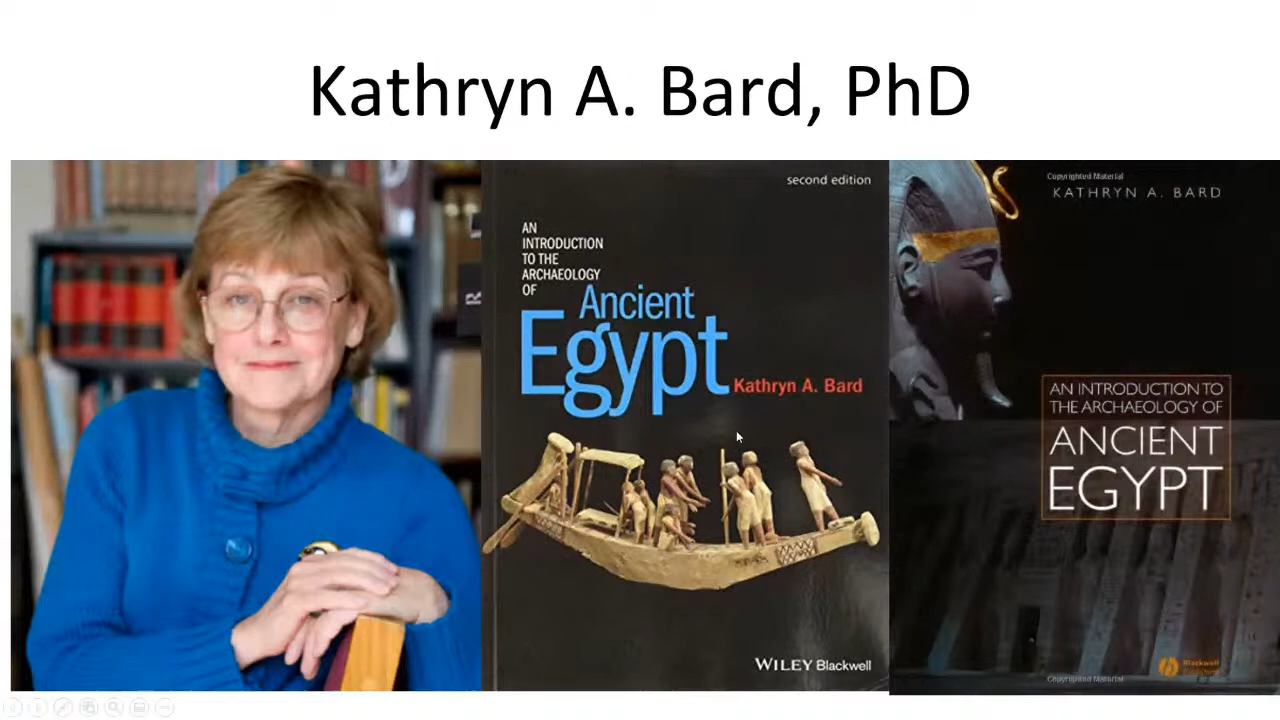 Kathryn A. Bard, PhD
second edition
AN
INTRODUCTION
TO THE
ARCHAEOLOGY
OF
Ancient
Egypt
Kathryn A. Bard
WILEY Blackwell
Copyrighted Material
KATHRYN A. BARD
AN INTRODUCTION TO
THE ARCHAEOLOGY OF
ANCIENT
EGYPT
Blackwell
Copyrighted Material